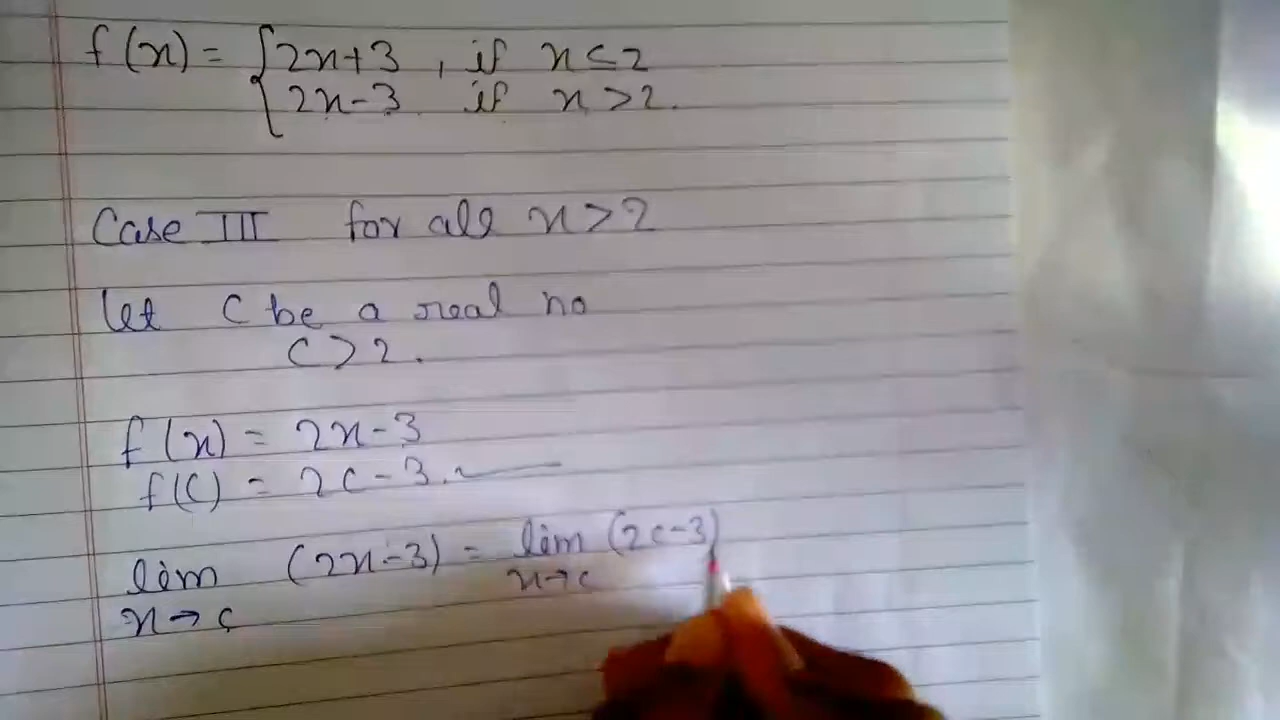 f(x) = { 2x+3 , if x ≤ 2
2x-3 if x > 2.
Case III for all x > 2
let C be a real no
C > 2.
f(x) = 2x-3
f(C) = 2C-3.
lim (2x-3) = lim (2c-3)
x→c x→c